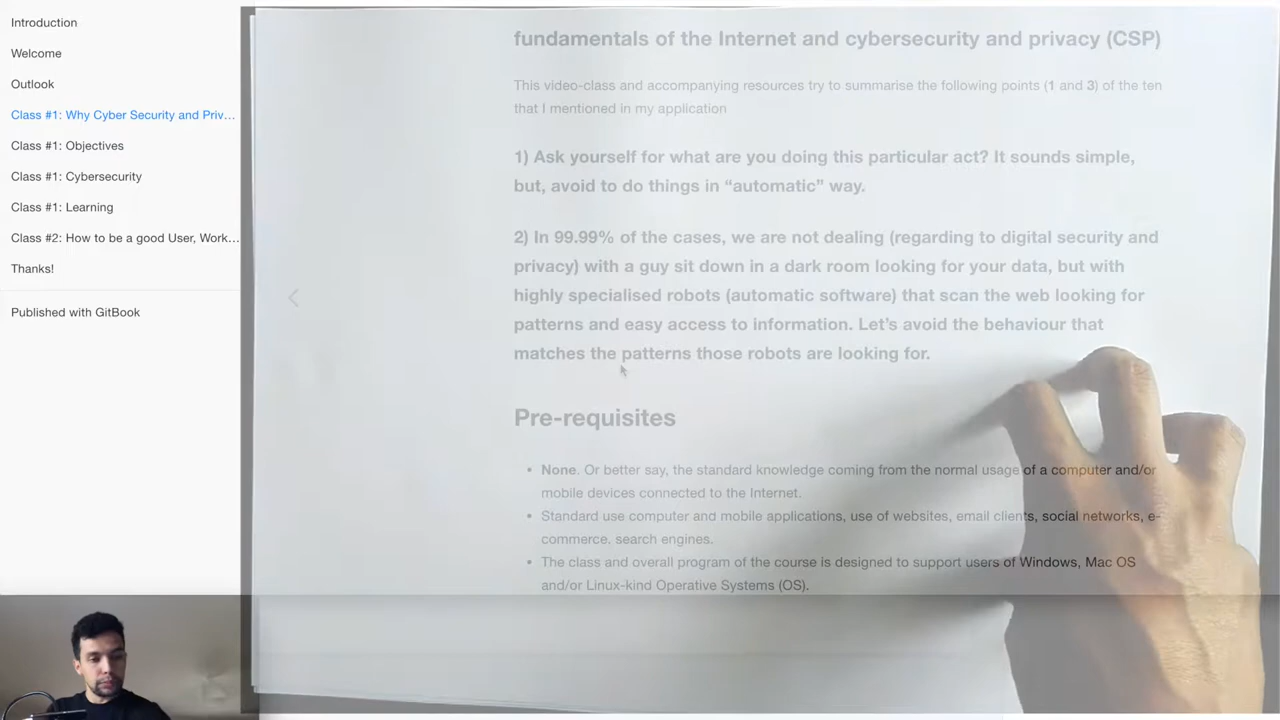 Introduction
Welcome
Outlook
Class #1: Why Cyber Security and Priv...
Class #1: Objectives
Class #1: Cybersecurity
Class #1: Learning
Class #2: How to be a good User, Work...
Thanks!
Published with GitBook
fundamentals of the Internet and cybersecurity and privacy (CSP)
This video-class and accompanying resources try to summarise the following points (1 and 3) of the ten
that I mentioned in my application
1) Ask yourself for what are you doing this particular act? It sounds simple,
but, avoid to do things in “automatic” way.
2) In 99.99% of the cases, we are not dealing (regarding to digital security and
privacy) with a guy sit down in a dark room looking for your data, but with
highly specialised robots (automatic software) that scan the web looking for
patterns and easy access to information. Let’s avoid the behaviour that
matches the patterns those robots are looking for.
Pre-requisites
• None. Or better say, the standard knowledge coming from the normal usage of a computer and/or
mobile devices connected to the Internet.
• Standard use computer and mobile applications, use of websites, email clients, social networks, e-
commerce, search engines.
• The class and overall program of the course is designed to support users of Windows, Mac OS
and/or Linux-kind Operative Systems (OS).